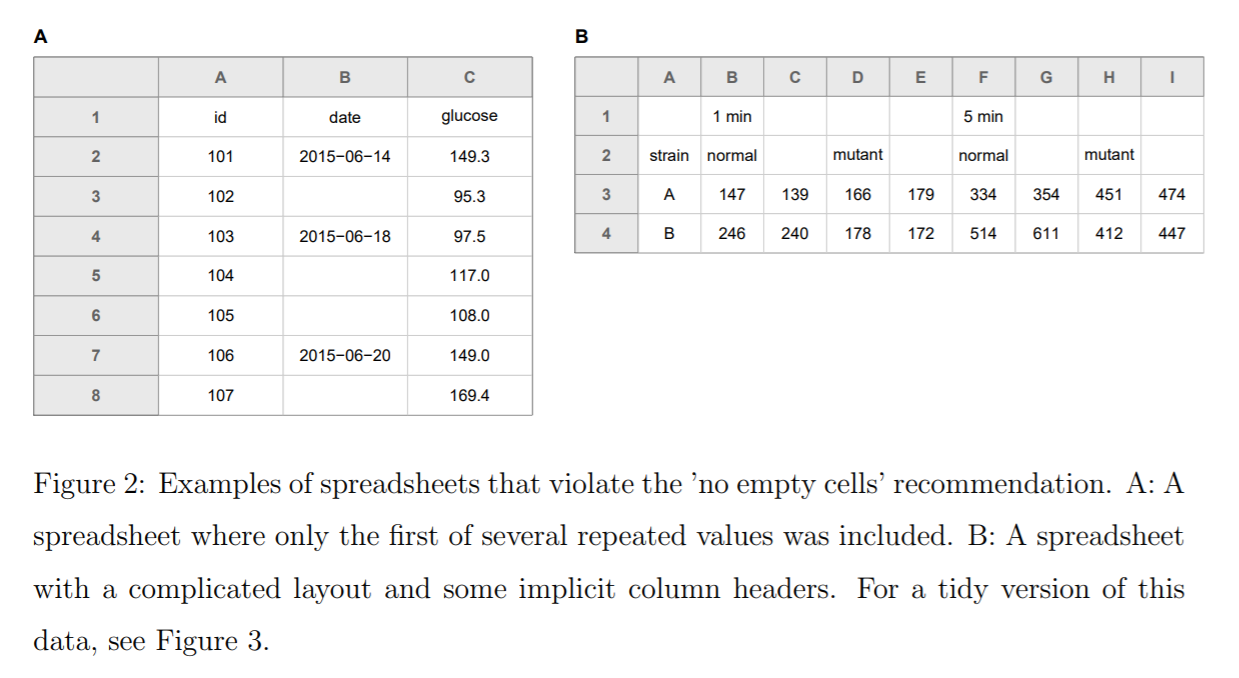 A
A B C
1 id date glucose
2 101 2015−06−14 149.3
3 102 95.3
4 103 2015−06−18 97.5
5 104 117.0
6 105 108.0
7 106 2015−06−20 149.0
8 107 169.4
B
A B C D E F G H I
1 1 min 5 min
2 strain normal mutant normal mutant
3 A 147 139 166 179 334 354 451 474
4 B 246 240 178 172 514 611 412 447
Figure 2: Examples of spreadsheets that violate the ’no empty cells’ recommendation. A: A
spreadsheet where only the first of several repeated values was included. B: A spreadsheet
with a complicated layout and some implicit column headers. For a tidy version of this
data, see Figure 3.